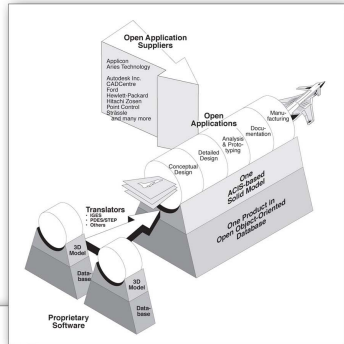 Open Application
Suppliers
Applicon
Aries Technology
Autodesk Inc.
CADCentre
Ford
Hewlett-Packard
Hitachi Zosen
Point Control
Strässle
and many more
Open
Applications
Conceptual
Design
Detailed
Design
Analysis
& Proto-
typing
Docu-
mentation
Manu-
facturing
One
ACIS-based
Solid Model
One Product in
Open Object-Oriented
Database
Translators
• IGES
• PDES/STEP
• Others
3D
Model
Data-
base
3D
Model
Data-
base
Proprietary
Software